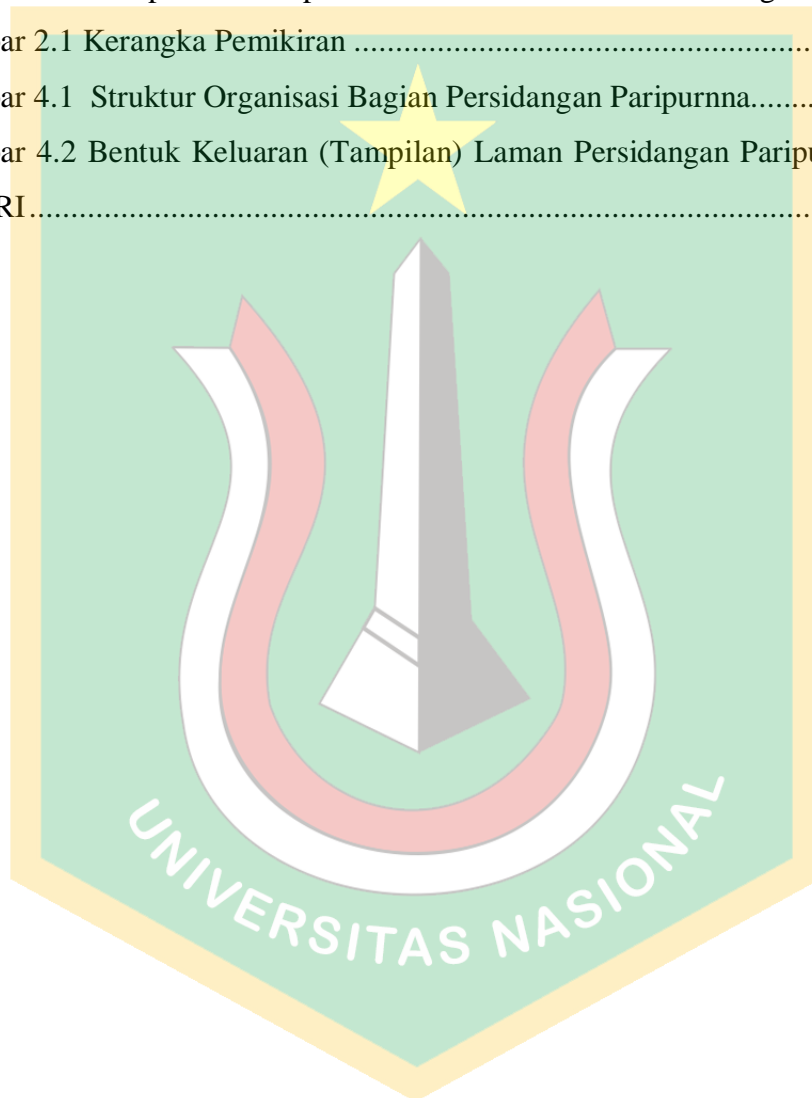 ar 2.1 Kerangka Pemikiran ........................................................
ar 4.1 Struktur Organisasi Bagian Persidangan Paripurnna........
ar 4.2 Bentuk Keluaran (Tampilan) Laman Persidangan Paripu
RI................................................................................................
UNIVERSITAS NASIONAL